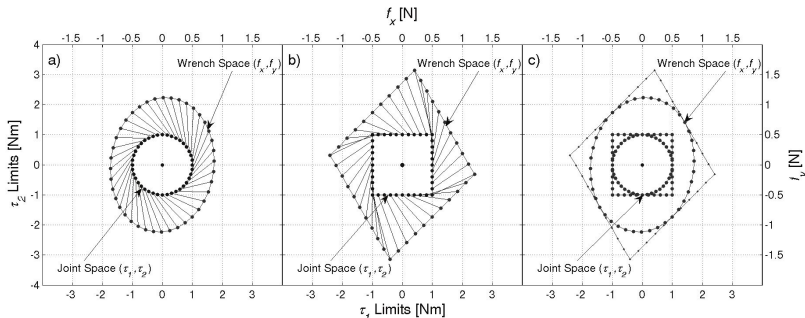 f_x [N]
-1.5 -1 -0.5 0 0.5 1 1.5 -1.5 -1 -0.5 0 0.5 1 1.5 -1.5 -1 -0.5 0 0.5 1 1.5
a) b) c)
Wrench Space (f_x,f_y) Wrench Space (f_x,f_y) Wrench Space (f_x,f_y)
τ_2 Limits [Nm]
4
3
2
1
0
-1
-2
-3
-4
1.5
1
0.5
0
-0.5
-1
-1.5
f_y [N]
Joint Space (τ_1,τ_2) Joint Space (τ_1,τ_2) Joint Space (τ_1,τ_2)
-3 -2 -1 0 1 2 3 -3 -2 -1 0 1 2 3 -3 -2 -1 0 1 2 3
τ_1 Limits [Nm]